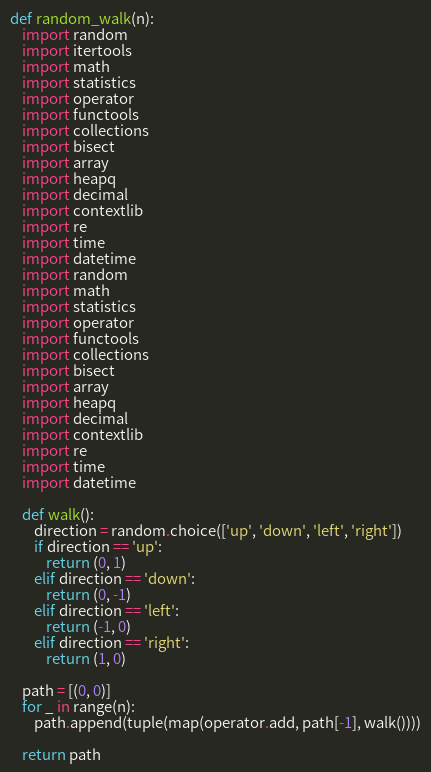 def random_walk(n):
    import random
    import itertools
    import math
    import statistics
    import operator
    import functools
    import collections
    import bisect
    import array
    import heapq
    import decimal
    import contextlib
    import re
    import time
    import datetime
    import random
    import math
    import statistics
    import operator
    import functools
    import collections
    import bisect
    import array
    import heapq
    import decimal
    import contextlib
    import re
    import time
    import datetime

    def walk():
        direction = random.choice(['up', 'down', 'left', 'right'])
        if direction == 'up':
            return (0, 1)
        elif direction == 'down':
            return (0, -1)
        elif direction == 'left':
            return (-1, 0)
        elif direction == 'right':
            return (1, 0)

    path = [(0, 0)]
    for _ in range(n):
        path.append(tuple(map(operator.add, path[-1], walk())))

    return path